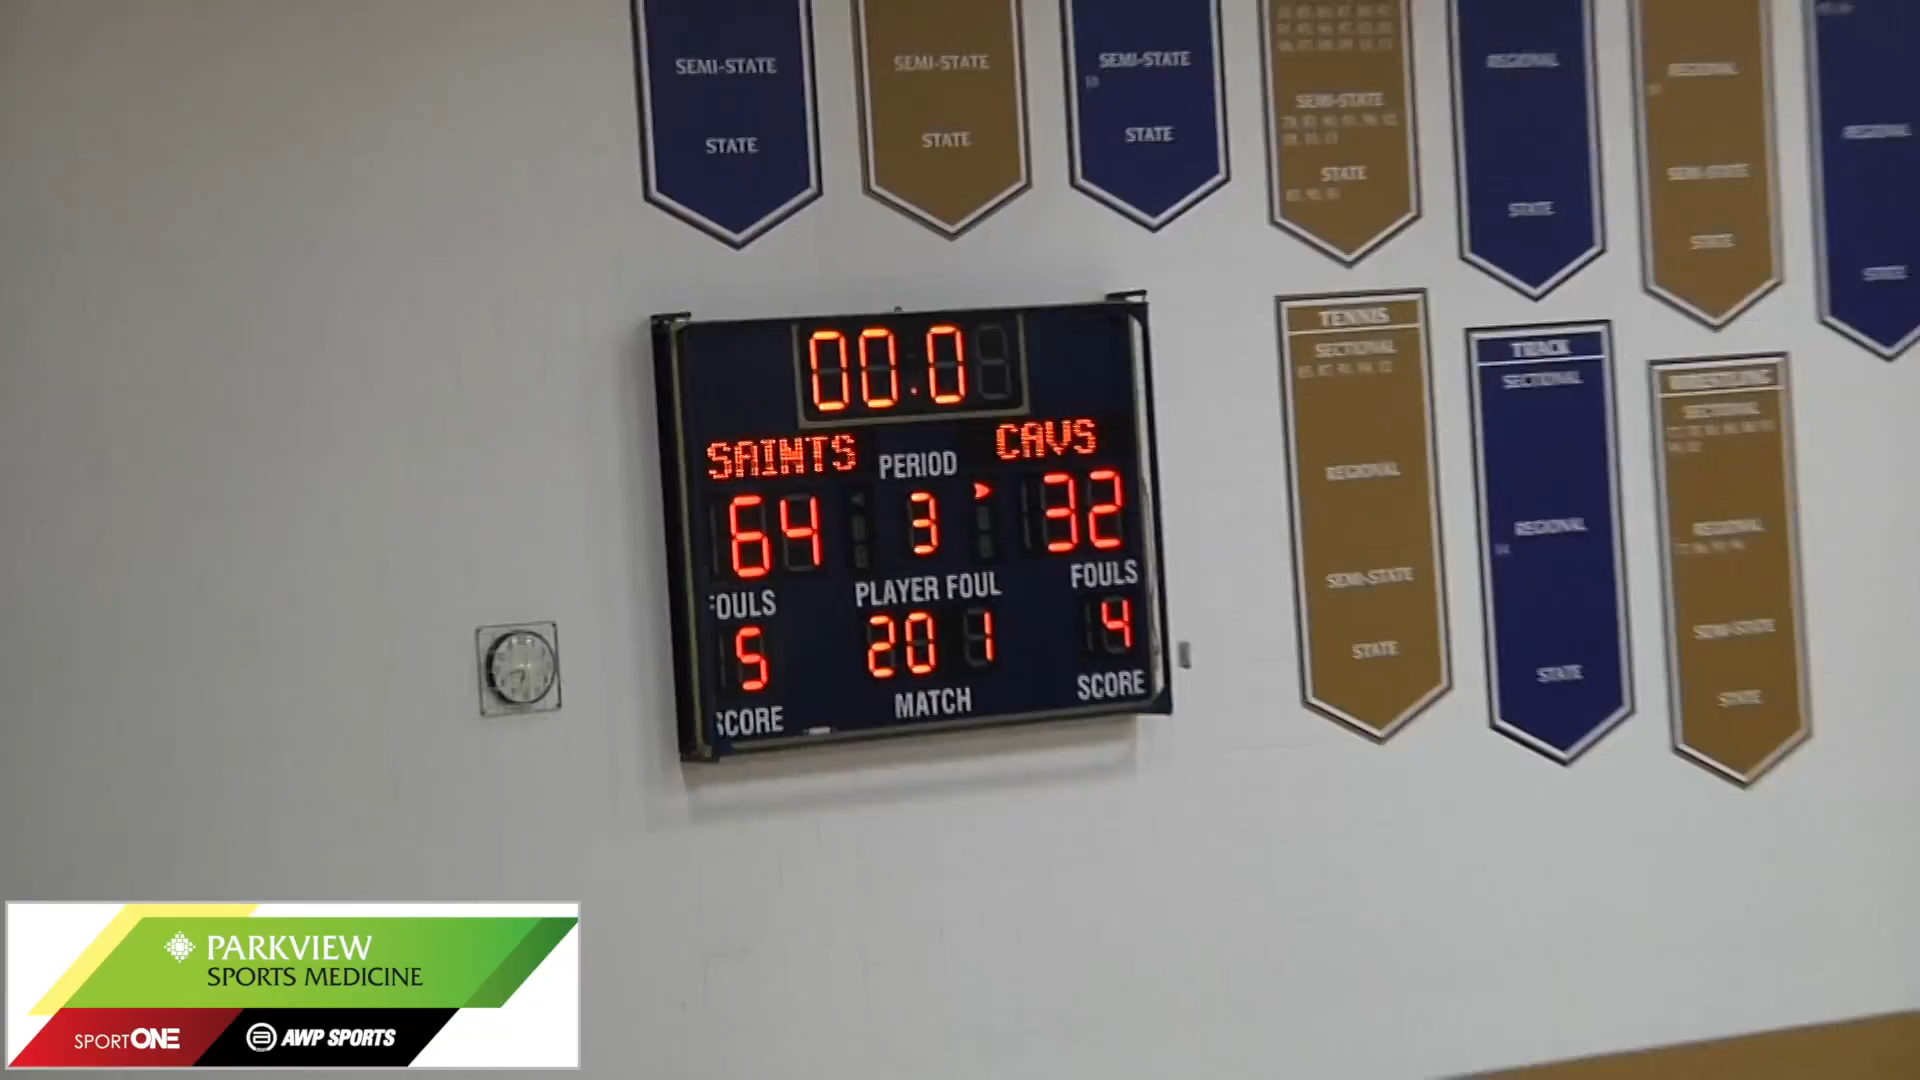 SEMI-STATE
STATE
SEMI-STATE
STATE
SEMI-STATE
10
STATE
SEMI-STATE
STATE
REGIONAL
STATE
REGIONAL
SEMI-STATE
STATE
REGIONAL
STATE
00.0
SAINTS
PERIOD
CAVS
64
3
32
FOULS
PLAYER FOUL
FOULS
5
20 1
4
SCORE
MATCH
SCORE
TENNIS
SECTIONAL
REGIONAL
SEMI-STATE
STATE
TRACK
SECTIONAL
REGIONAL
STATE
WRESTLING
SECTIONAL
REGIONAL
SEMI-STATE
STATE
PARKVIEW
SPORTS MEDICINE
SPORTONE
AWP SPORTS